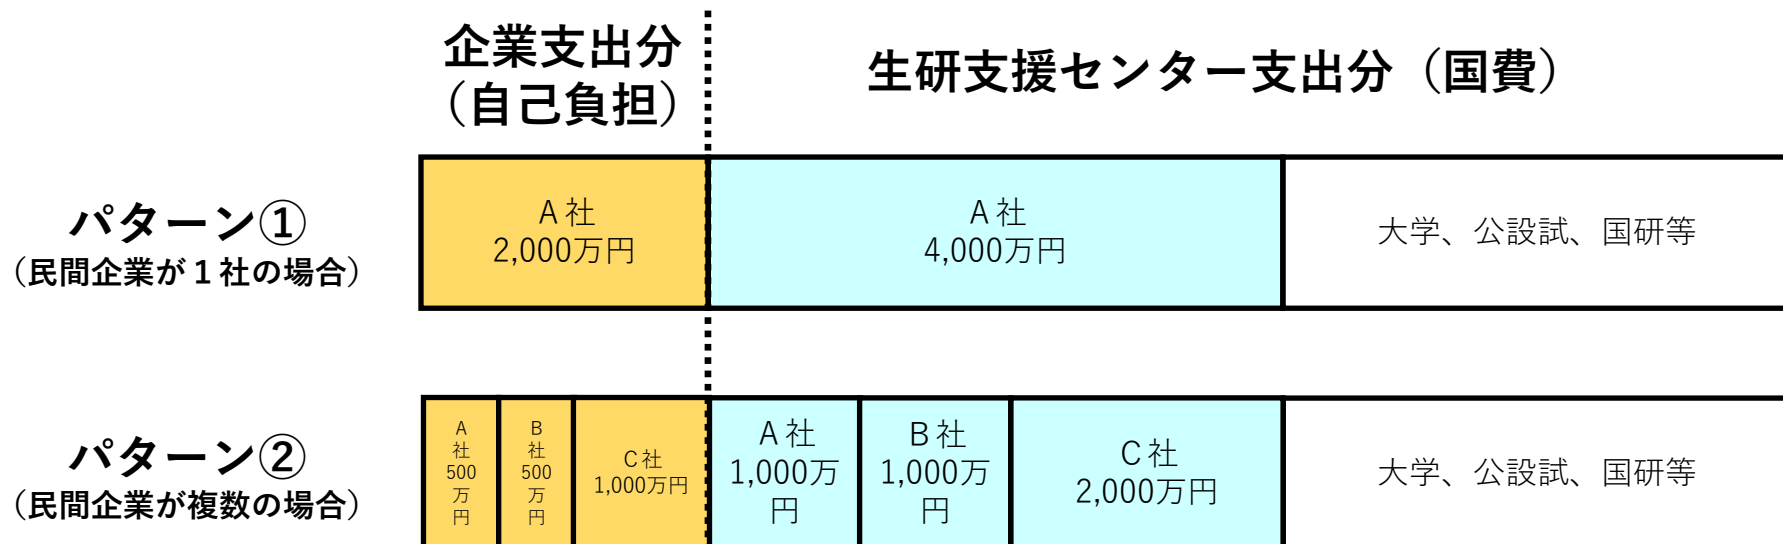 企業支出分
（自己負担）
生研支援センター支出分（国費）
パターン①
（民間企業が１社の場合）
Ａ社
2,000万円
Ａ社
4,000万円
大学、公設試、国研等
パターン②
（民間企業が複数の場合）
Ａ
社
500
万
円
Ｂ
社
500
万
円
Ｃ社
1,000万円
Ａ社
1,000万
円
Ｂ社
1,000万
円
Ｃ社
2,000万円
大学、公設試、国研等